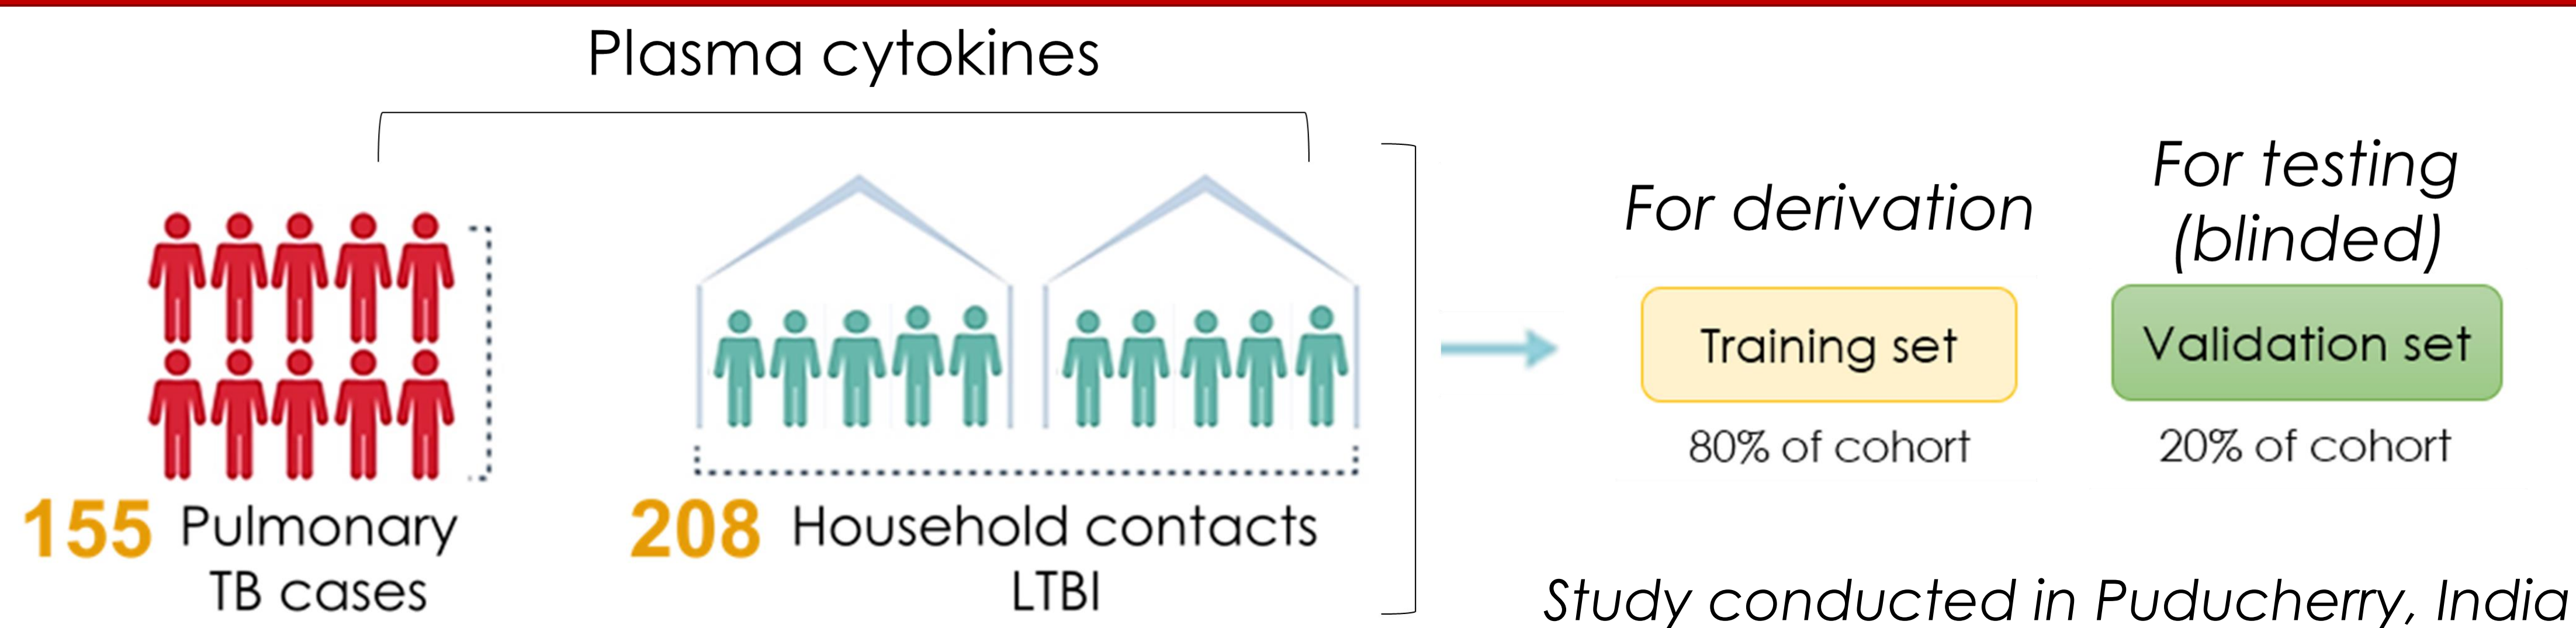 Plasma cytokines
155 Pulmonary
TB cases
208 Household contacts
LTBI
For derivation
Training set
80% of cohort
For testing
(blinded)
Validation set
20% of cohort
Study conducted in Puducherry, India